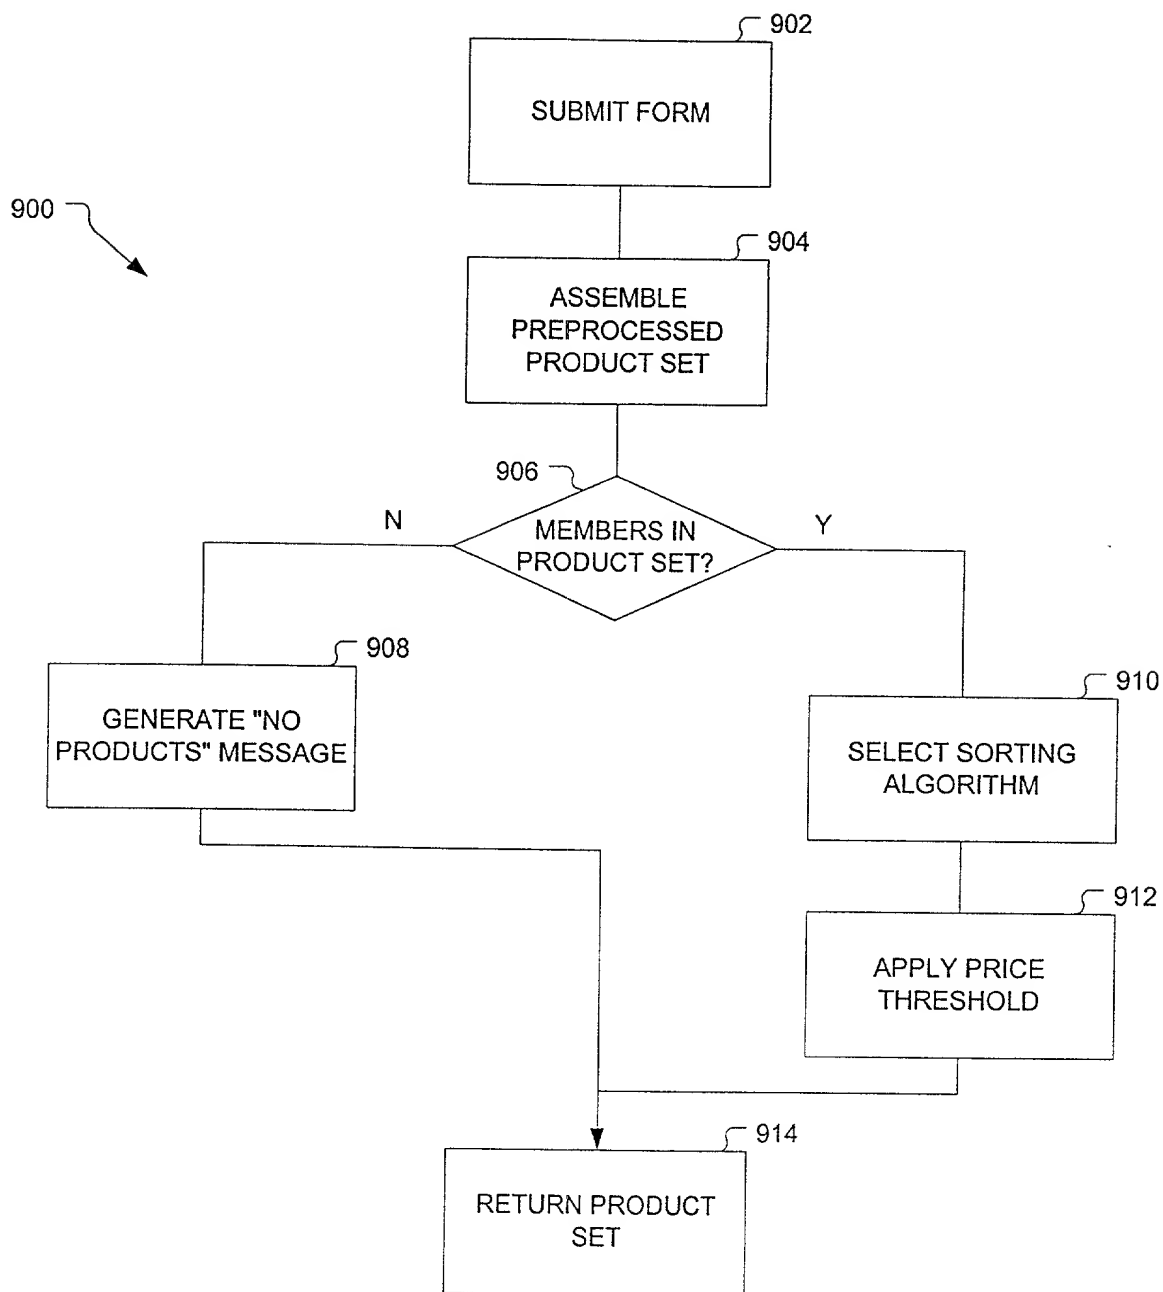 902
SUBMIT FORM
900
904
ASSEMBLE
PREPROCESSED
PRODUCT SET
906
N
MEMBERS IN
PRODUCT SET?
Y
908
GENERATE "NO
PRODUCTS" MESSAGE
910
SELECT SORTING
ALGORITHM
912
APPLY PRICE
THRESHOLD
914
RETURN PRODUCT
SET